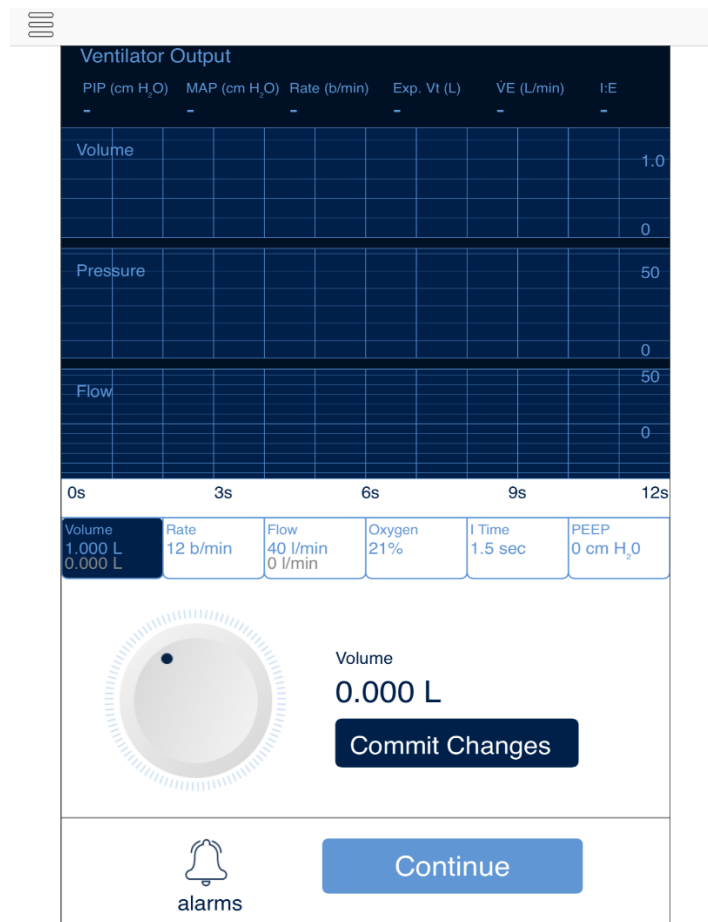 Ventilator Output
PIP (cm H₂O) MAP (cm H₂O) Rate (b/min) Exp. Vt (L) V̇E (L/min) I:E
- - - - - -
Volume
1.0
0
Pressure
50
0
50
Flow
0
0s 3s 6s 9s 12s
Volume Rate Flow Oxygen I Time PEEP
1.000 L 12 b/min 40 l/min 21% 1.5 sec 0 cm H₂0
0.000 L 0 l/min
Volume
0.000 L
Commit Changes
Continue
alarms